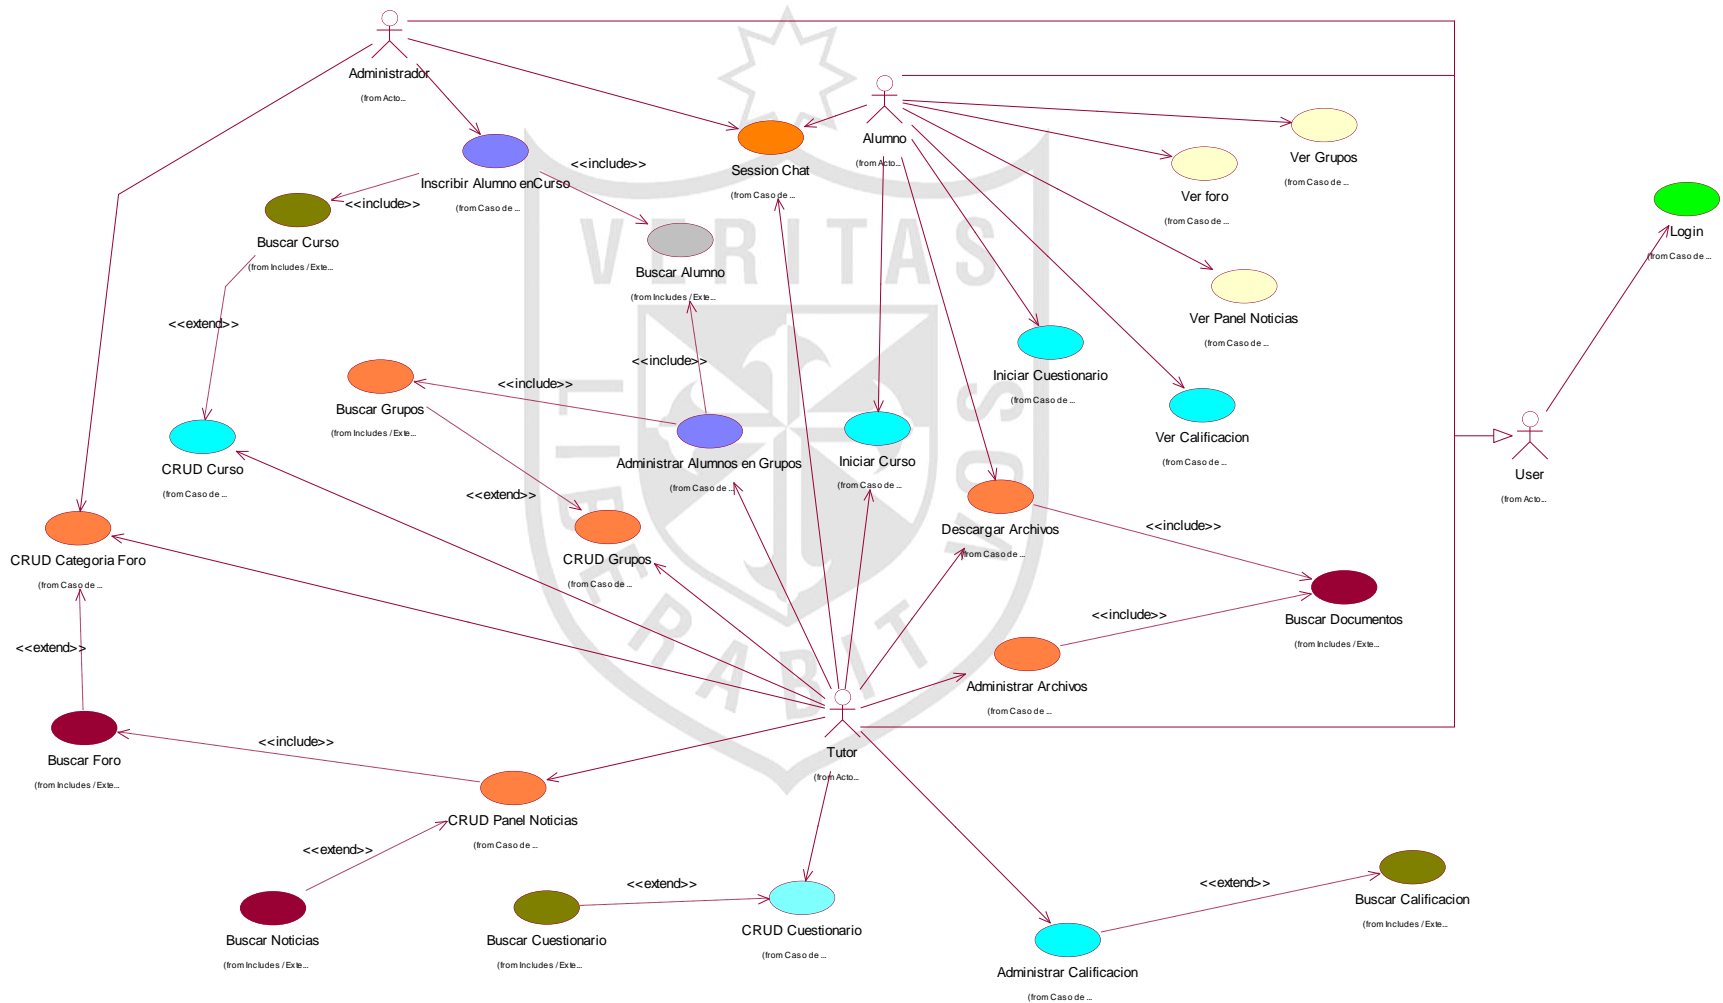 Administrador
(from Acto...
Alumno
(from Acto...
Ver Grupos
(from Caso de ...
<<include>>
Session Chat
(from Caso de ...
Inscribir Alumno enCurso
(from Caso de ...
Ver foro
(from Caso de ...
<<include>>
Buscar Curso
(from Includes / Exte...
VERITAS
Login
(from Caso de ...
Buscar Alumno
(from Includes / Exte...
<<extend>>
Ver Panel Noticias
(from Caso de ...
<<include>>
<<include>>
Iniciar Cuestionario
(from Caso de ...
Buscar Grupos
(from Includes / Exte...
Ver Calificacion
(from Caso de ...
CRUD Curso
(from Caso de ...
Administrar Alumnos en Grupos
(from Caso de ...
Iniciar Curso
(from Caso de ...
User
(from Acto...
<<extend>>
LIBERABIT VOS
Descargar Archivos
(from Caso de ...
<<include>>
CRUD Categoria Foro
(from Caso de ...
CRUD Grupos
(from Caso de ...
<<include>>
Buscar Documentos
(from Includes / Exte...
<<extend>>
Administrar Archivos
(from Caso de ...
<<include>>
Buscar Foro
(from Includes / Exte...
Tutor
(from Acto...
CRUD Panel Noticias
(from Caso de ...
<<extend>>
<<extend>>
<<extend>>
Buscar Calificacion
(from Includes / Exte...
Buscar Noticias
(from Includes / Exte...
Buscar Cuestionario
(from Includes / Exte...
CRUD Cuestionario
(from Caso de ...
Administrar Calificacion
(from Caso de ...